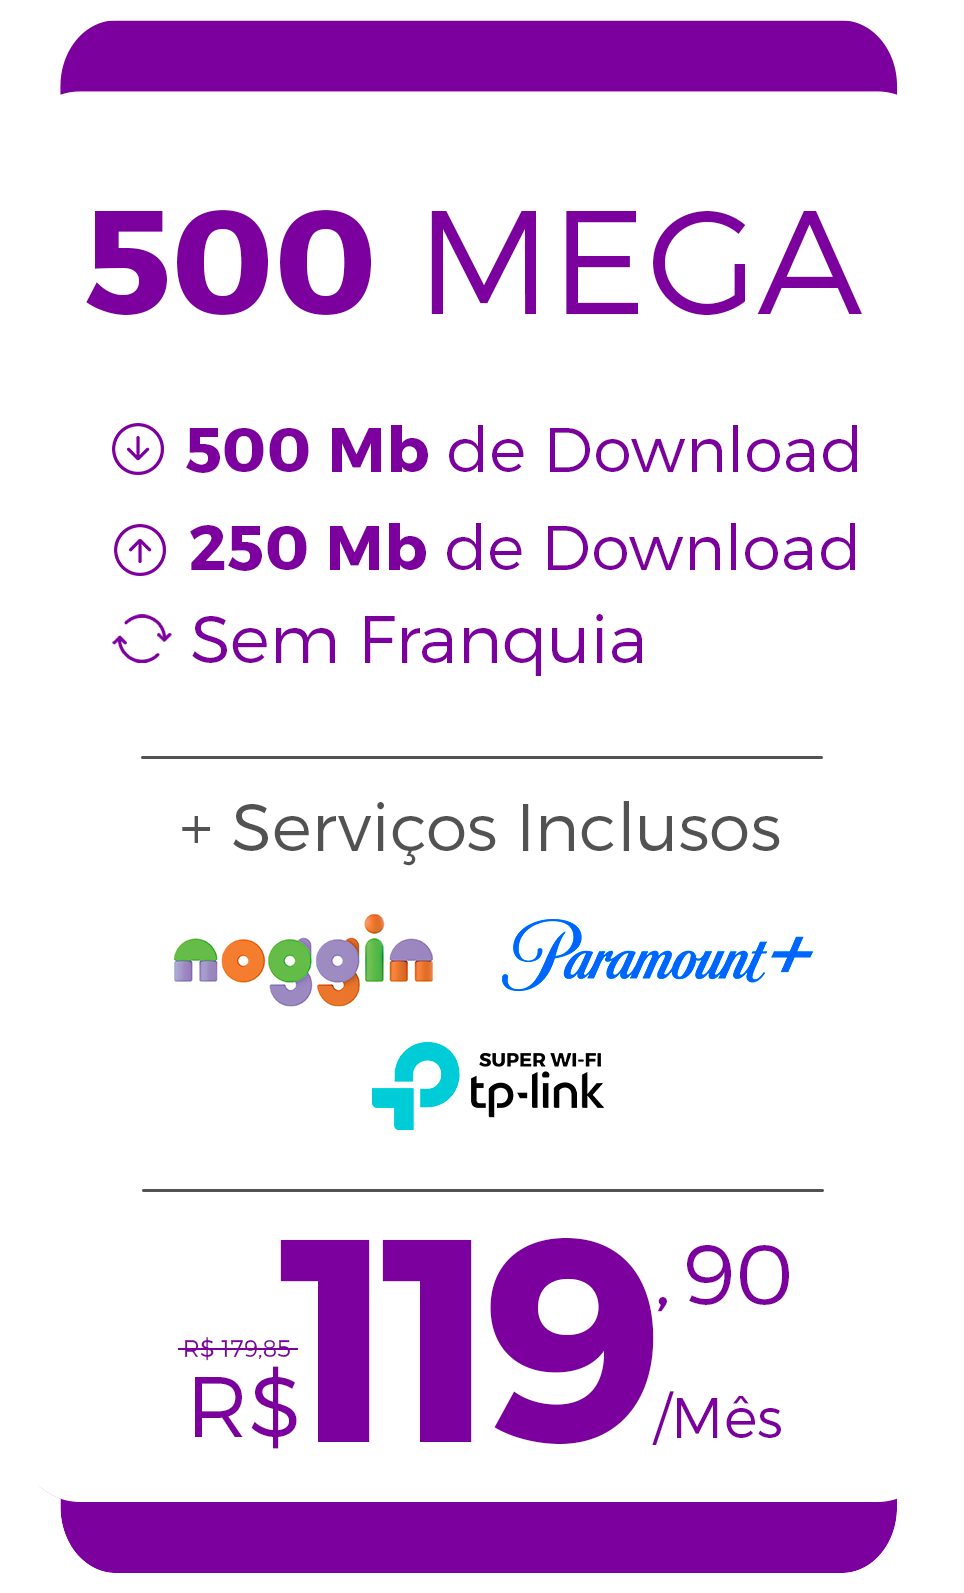 500 MEGA
500 Mb de Download
250 Mb de Download
Sem Franquia
+ Serviços Inclusos
noggin
Paramount+
SUPER WI-FI
tp-link
R$ 179,85
R$119,90
/Mês